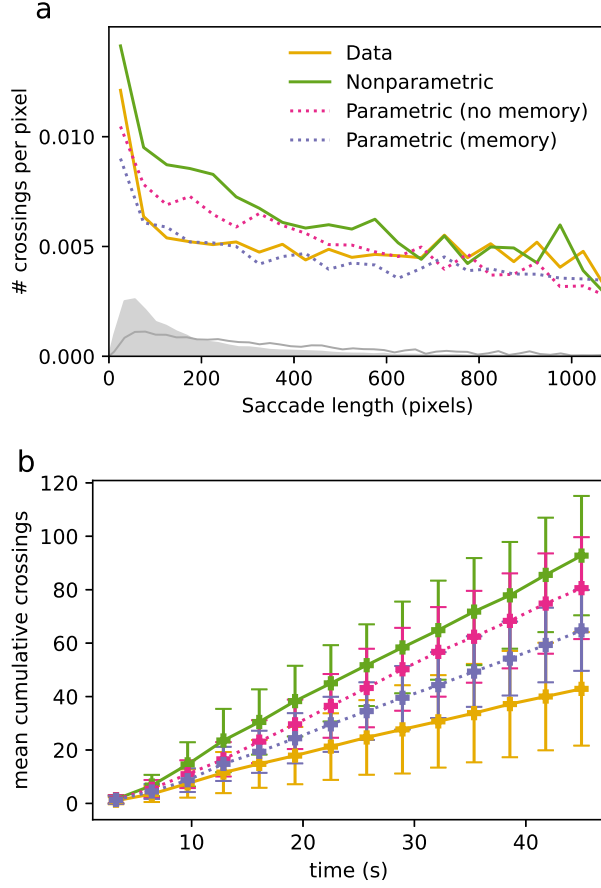 a
# crossings per pixel
0.010
0.005
0.000
Data
Nonparametric
Parametric (no memory)
Parametric (memory)
0 200 400 600 800 1000
Saccade length (pixels)
b
mean cumulative crossings
120
100
80
60
40
20
0
10 20 30 40
time (s)